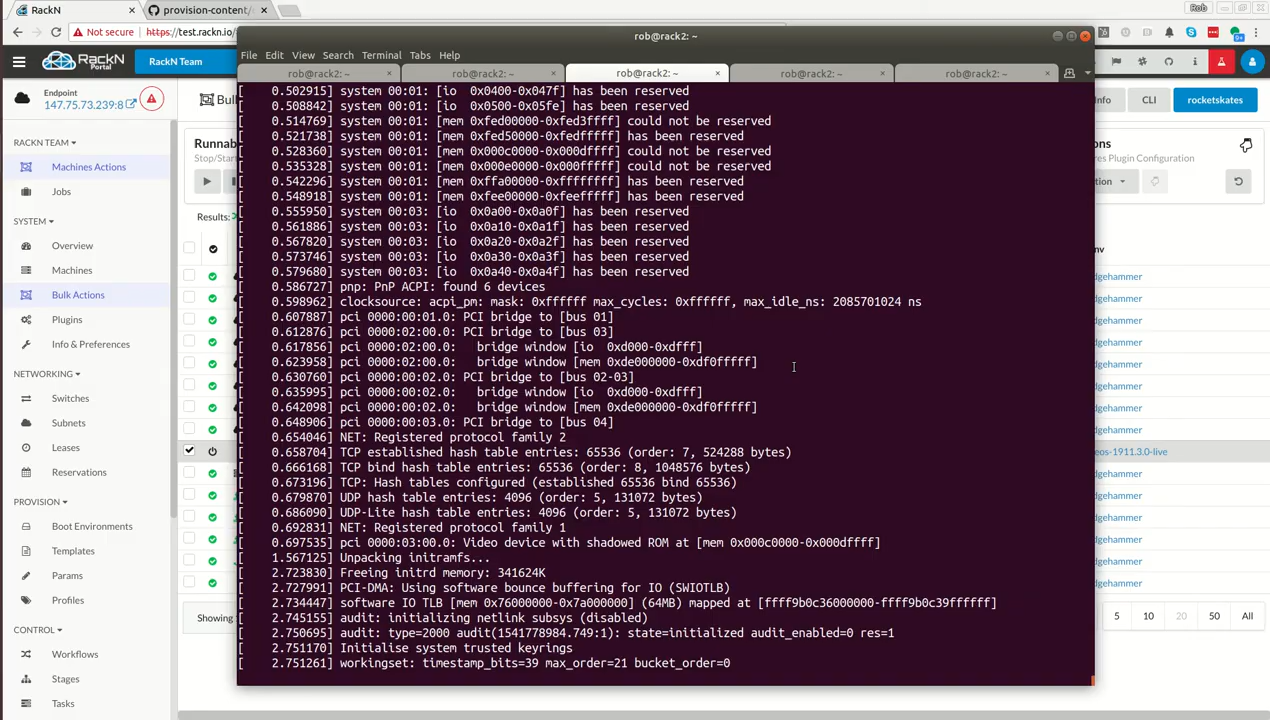 RackN
provision-content/
Rob
Not secure
https://test.rackn.io/
RackN
Portal
RackN Team
Endpoint
147.75.73.239:8
RACKN TEAM
Machines Actions
Jobs
SYSTEM
Overview
Machines
Bulk Actions
Plugins
Info & Preferences
NETWORKING
Switches
Subnets
Leases
Reservations
PROVISION
Boot Environments
Templates
Params
Profiles
CONTROL
Workflows
Stages
Tasks
Bul
Runnab
Stop/Star
Results:
Showing
rob@rack2: ~
File Edit View Search Terminal Tabs Help
rob@rack2: ~ rob@rack2: ~ rob@rack2: ~ rob@rack2: ~ rob@rack2: ~
[ 0.502915] system 00:01: [io 0x0400-0x047f] has been reserved
[ 0.508842] system 00:01: [io 0x0500-0x05fe] has been reserved
[ 0.514769] system 00:01: [mem 0xfed00000-0xfed3ffff] could not be reserved
[ 0.521738] system 00:01: [mem 0xfed50000-0xfedfffff] has been reserved
[ 0.528360] system 00:01: [mem 0x000c0000-0x000dffff] could not be reserved
[ 0.535328] system 00:01: [mem 0x000e0000-0x000fffff] could not be reserved
[ 0.542296] system 00:01: [mem 0xffa00000-0xffffffff] has been reserved
[ 0.548918] system 00:01: [mem 0xfee00000-0xfeefffff] has been reserved
[ 0.555950] system 00:03: [io 0x0a00-0x0a0f] has been reserved
[ 0.561886] system 00:03: [io 0x0a10-0x0a1f] has been reserved
[ 0.567820] system 00:03: [io 0x0a20-0x0a2f] has been reserved
[ 0.573746] system 00:03: [io 0x0a30-0x0a3f] has been reserved
[ 0.579680] system 00:03: [io 0x0a40-0x0a4f] has been reserved
[ 0.586727] pnp: PnP ACPI: found 6 devices
[ 0.598962] clocksource: acpi_pm: mask: 0xffffff max_cycles: 0xffffff, max_idle_ns: 2085701024 ns
[ 0.607887] pci 0000:00:01.0: PCI bridge to [bus 01]
[ 0.612876] pci 0000:02:00.0: PCI bridge to [bus 03]
[ 0.617856] pci 0000:02:00.0: bridge window [io 0xd000-0xdfff]
[ 0.623958] pci 0000:02:00.0: bridge window [mem 0xde000000-0xdf0fffff]
[ 0.630760] pci 0000:00:02.0: PCI bridge to [bus 02-03]
[ 0.635995] pci 0000:00:02.0: bridge window [io 0xd000-0xdfff]
[ 0.642098] pci 0000:00:02.0: bridge window [mem 0xde000000-0xdf0fffff]
[ 0.648906] pci 0000:00:03.0: PCI bridge to [bus 04]
[ 0.654046] NET: Registered protocol family 2
[ 0.658704] TCP established hash table entries: 65536 (order: 7, 524288 bytes)
[ 0.666168] TCP bind hash table entries: 65536 (order: 8, 1048576 bytes)
[ 0.673196] TCP: Hash tables configured (established 65536 bind 65536)
[ 0.679870] UDP hash table entries: 4096 (order: 5, 131072 bytes)
[ 0.686090] UDP-Lite hash table entries: 4096 (order: 5, 131072 bytes)
[ 0.692831] NET: Registered protocol family 1
[ 0.697535] pci 0000:03:00.0: Video device with shadowed ROM at [mem 0x000c0000-0x000dffff]
[ 1.567125] Unpacking initramfs...
[ 2.723830] Freeing initrd memory: 341624K
[ 2.727991] PCI-DMA: Using software bounce buffering for IO (SWIOTLB)
[ 2.734447] software IO TLB [mem 0x76000000-0x7a000000] (64MB) mapped at [ffff9b0c36000000-ffff9b0c39ffffff]
[ 2.745155] audit: initializing netlink subsys (disabled)
[ 2.750695] audit: type=2000 audit(1541778984.749:1): state=initialized audit_enabled=0 res=1
[ 2.751170] Initialise system trusted keyrings
[ 2.751261] workingset: timestamp_bits=39 max_order=21 bucket_order=0
Info CLI rocketskates
ons
res Plugin Configuration
tion
nv
dgehammer
dgehammer
dgehammer
dgehammer
dgehammer
dgehammer
dgehammer
dgehammer
eos-1911.3.0-live
dgehammer
dgehammer
dgehammer
dgehammer
dgehammer
dgehammer
5 10 20 50 All